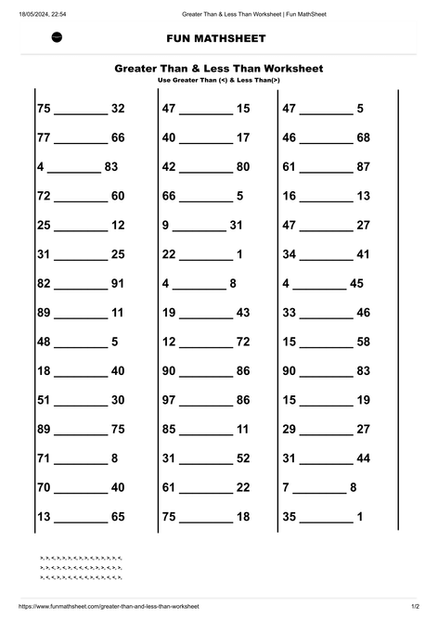 18/05/2024, 22:54 Greater Than & Less Than Worksheet | Fun MathSheet
FUN MATHSHEET
Greater Than & Less Than Worksheet
Use Greater Than (<) & Less Than(>)
75 ________ 32 47 ________ 15 47 ________ 5
77 ________ 66 40 ________ 17 46 ________ 68
4 ________ 83 42 ________ 80 61 ________ 87
72 ________ 60 66 ________ 5 16 ________ 13
25 ________ 12 9 ________ 31 47 ________ 27
31 ________ 25 22 ________ 1 34 ________ 41
82 ________ 91 4 ________ 8 4 ________ 45
89 ________ 11 19 ________ 43 33 ________ 46
48 ________ 5 12 ________ 72 15 ________ 58
18 ________ 40 90 ________ 86 90 ________ 83
51 ________ 30 97 ________ 86 15 ________ 19
89 ________ 75 85 ________ 11 29 ________ 27
71 ________ 8 31 ________ 52 31 ________ 44
70 ________ 40 61 ________ 22 7 ________ 8
13 ________ 65 75 ________ 18 35 ________ 1
https://www.funmathsheet.com/greater-than-and-less-than-worksheet 1/2